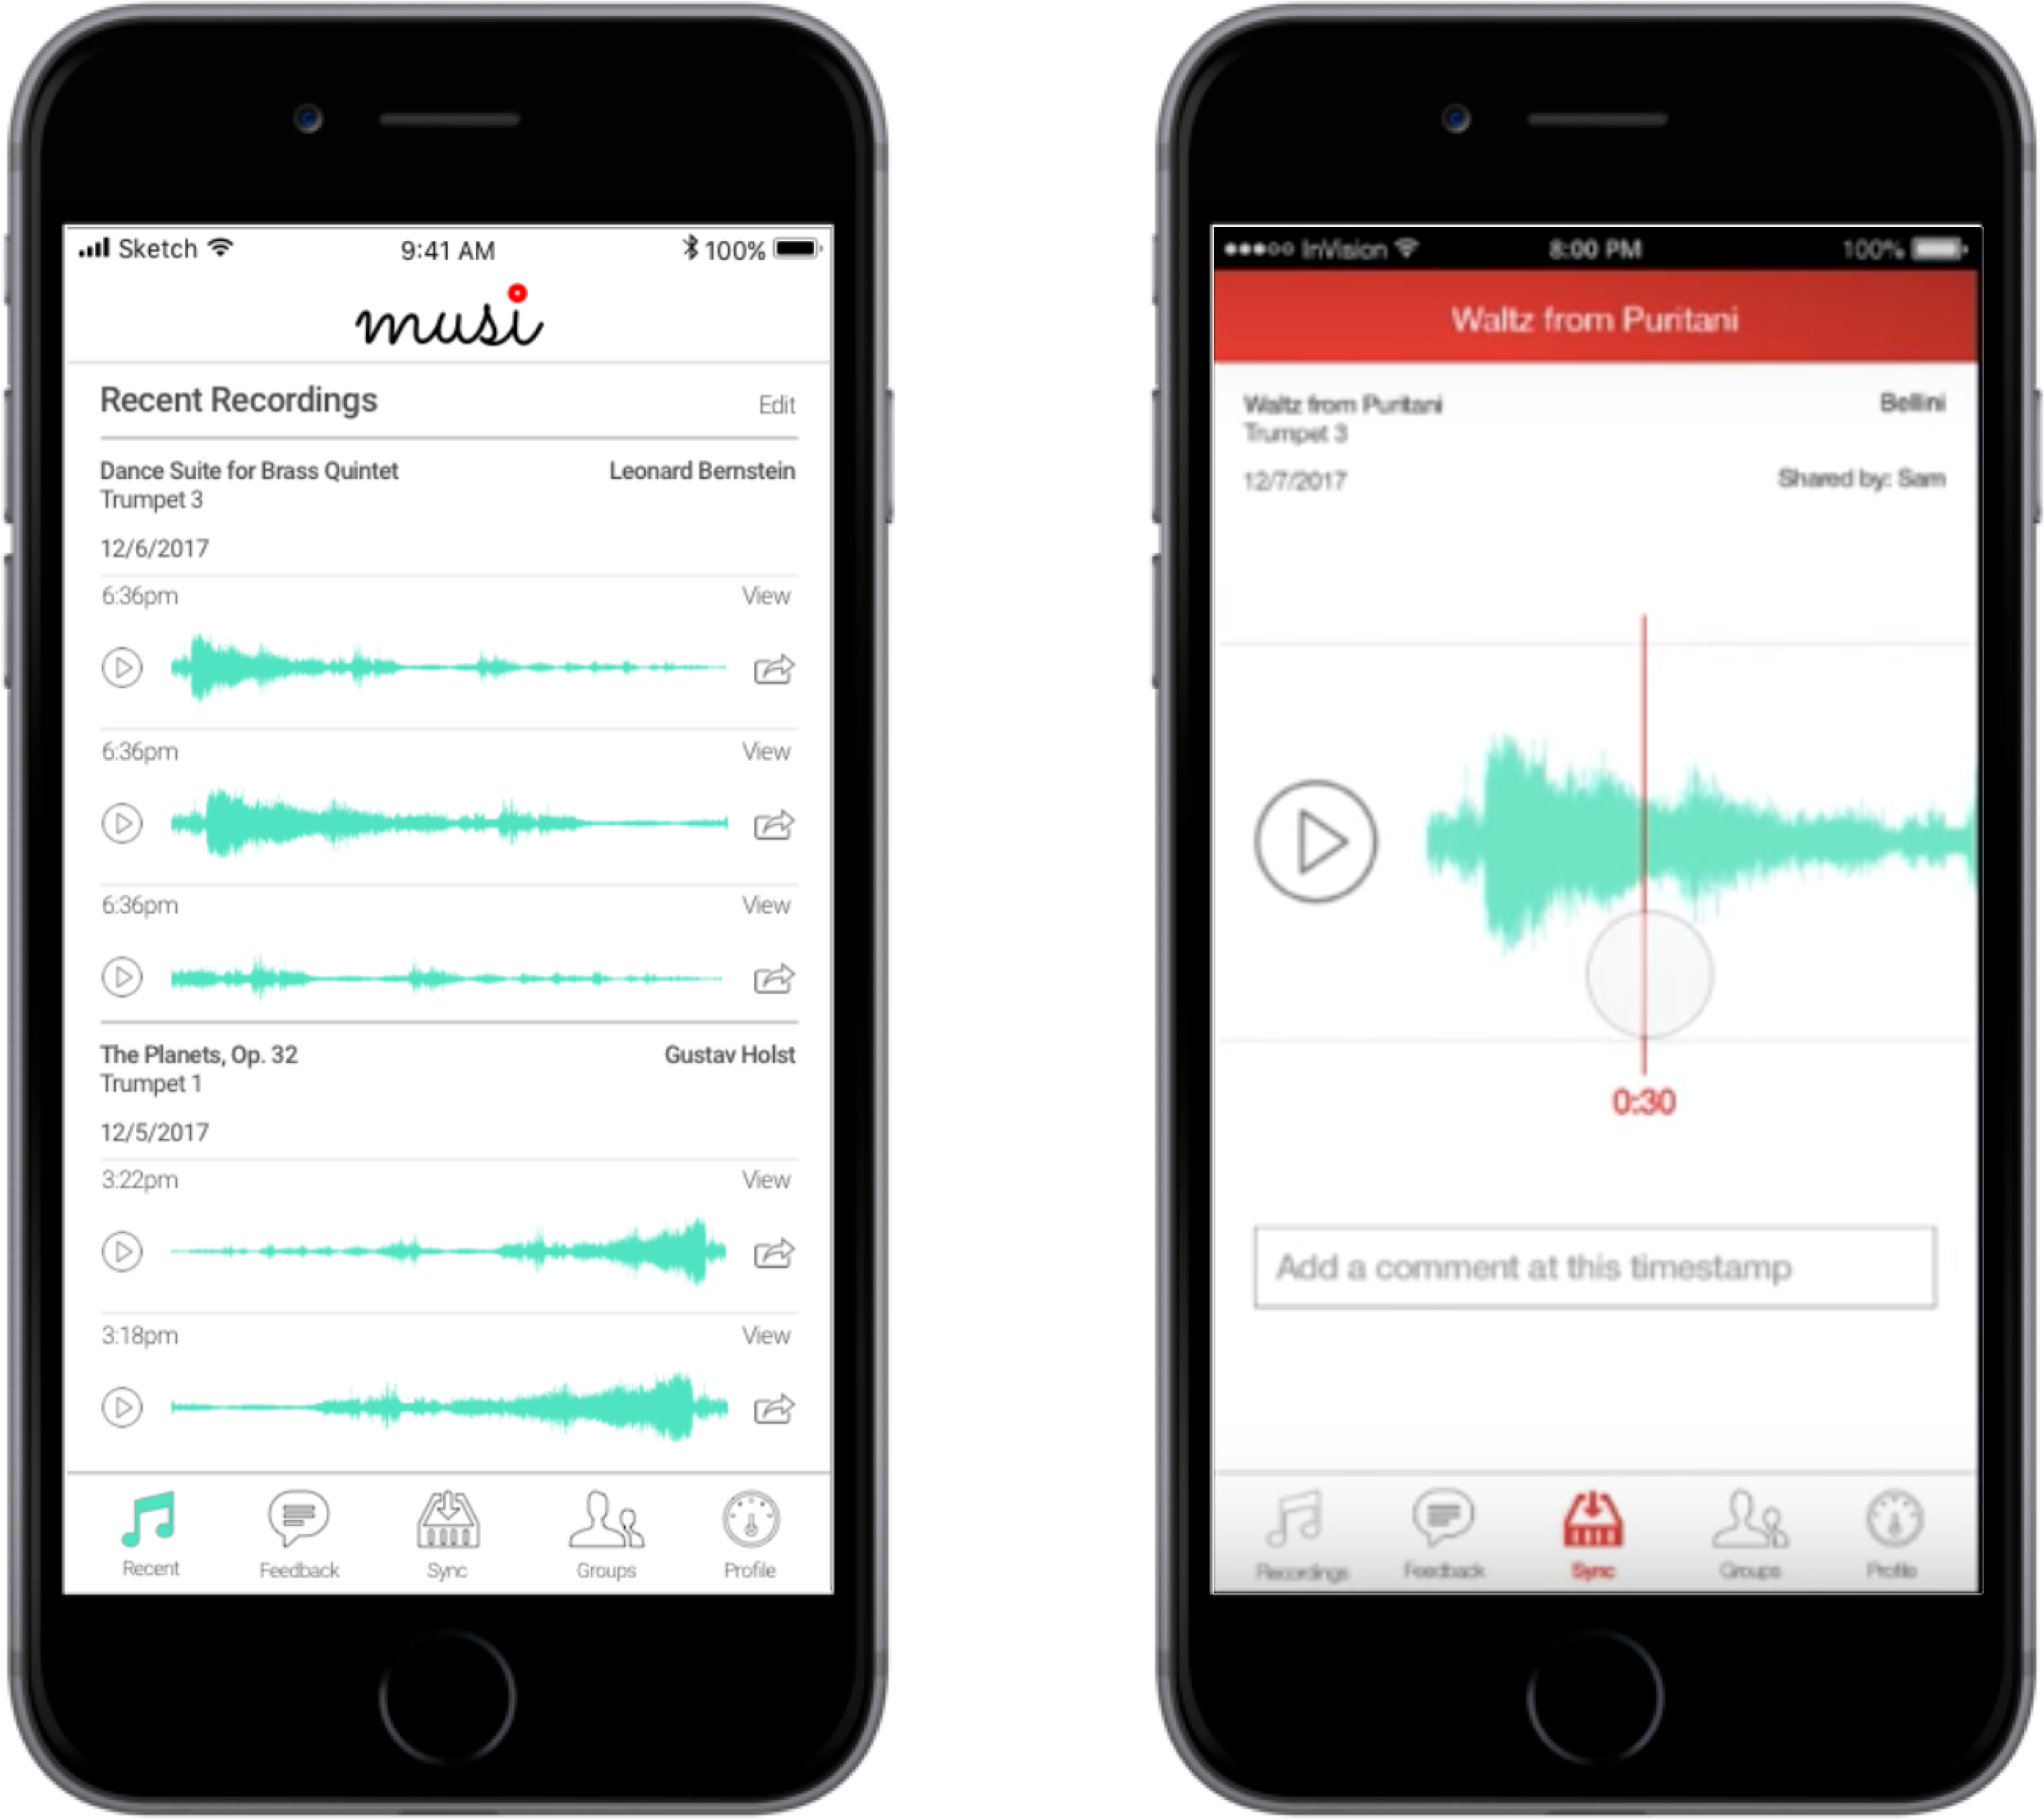 Sketch 9:41 AM 100%
musi
Recent Recordings Edit
Dance Suite for Brass Quintet Leonard Bernstein
Trumpet 3
12/6/2017
6:36pm View
6:36pm View
6:36pm View
The Planets, Op. 32 Gustav Holst
Trumpet 1
12/5/2017
3:22pm View
3:18pm View
Recent Feedback Sync Groups Profile
InVision 8:00 PM 100%
Waltz from Puritani
Waltz from Puritani Bellini
Trumpet 3
12/7/2017 Shared by: Sam
0:30
Add a comment at this timestamp
Recordings Feedback Sync Groups Profile